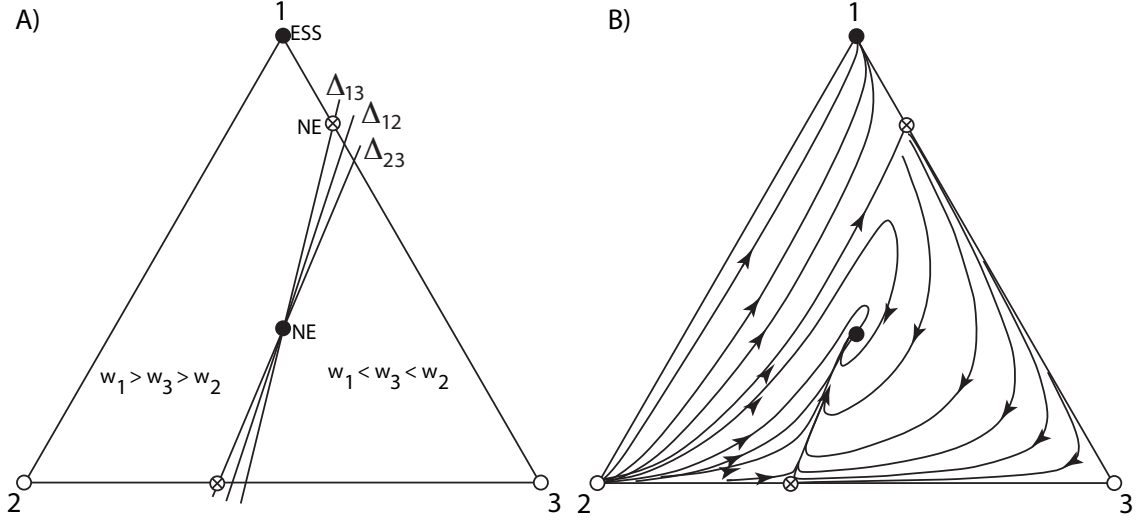 A)
1
ESS
Δ13
Δ12
NE
Δ23
NE
w1 > w3 > w2
w1 < w3 < w2
2
3
B)
1
2
3